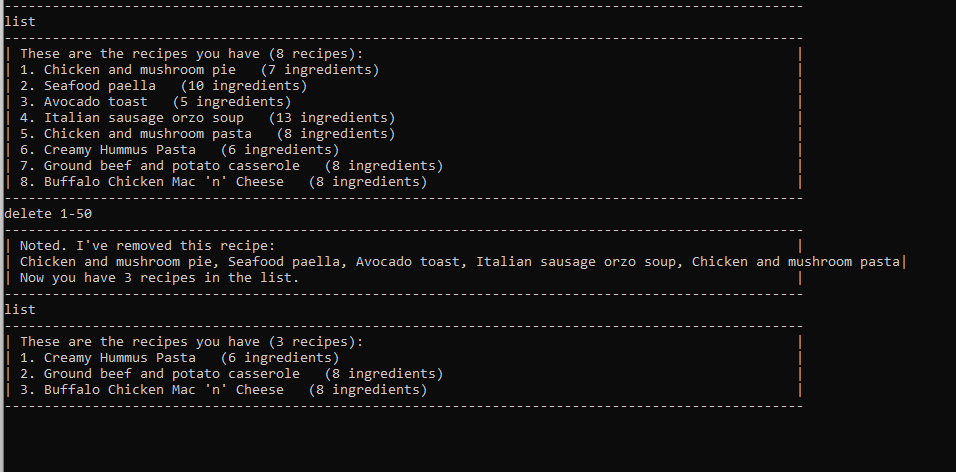 --------------------------------------------------------------------------------
list
--------------------------------------------------------------------------------
| These are the recipes you have (8 recipes): |
| 1. Chicken and mushroom pie   (7 ingredients) |
| 2. Seafood paella   (10 ingredients) |
| 3. Avocado toast   (5 ingredients) |
| 4. Italian sausage orzo soup   (13 ingredients) |
| 5. Chicken and mushroom pasta   (8 ingredients) |
| 6. Creamy Hummus Pasta   (6 ingredients) |
| 7. Ground beef and potato casserole   (8 ingredients) |
| 8. Buffalo Chicken Mac 'n' Cheese   (8 ingredients) |
--------------------------------------------------------------------------------
delete 1-50
--------------------------------------------------------------------------------
| Noted. I've removed this recipe: |
| Chicken and mushroom pie, Seafood paella, Avocado toast, Italian sausage orzo soup, Chicken and mushroom pasta|
| Now you have 3 recipes in the list. |
--------------------------------------------------------------------------------
list
--------------------------------------------------------------------------------
| These are the recipes you have (3 recipes): |
| 1. Creamy Hummus Pasta   (6 ingredients) |
| 2. Ground beef and potato casserole   (8 ingredients) |
| 3. Buffalo Chicken Mac 'n' Cheese   (8 ingredients) |
--------------------------------------------------------------------------------